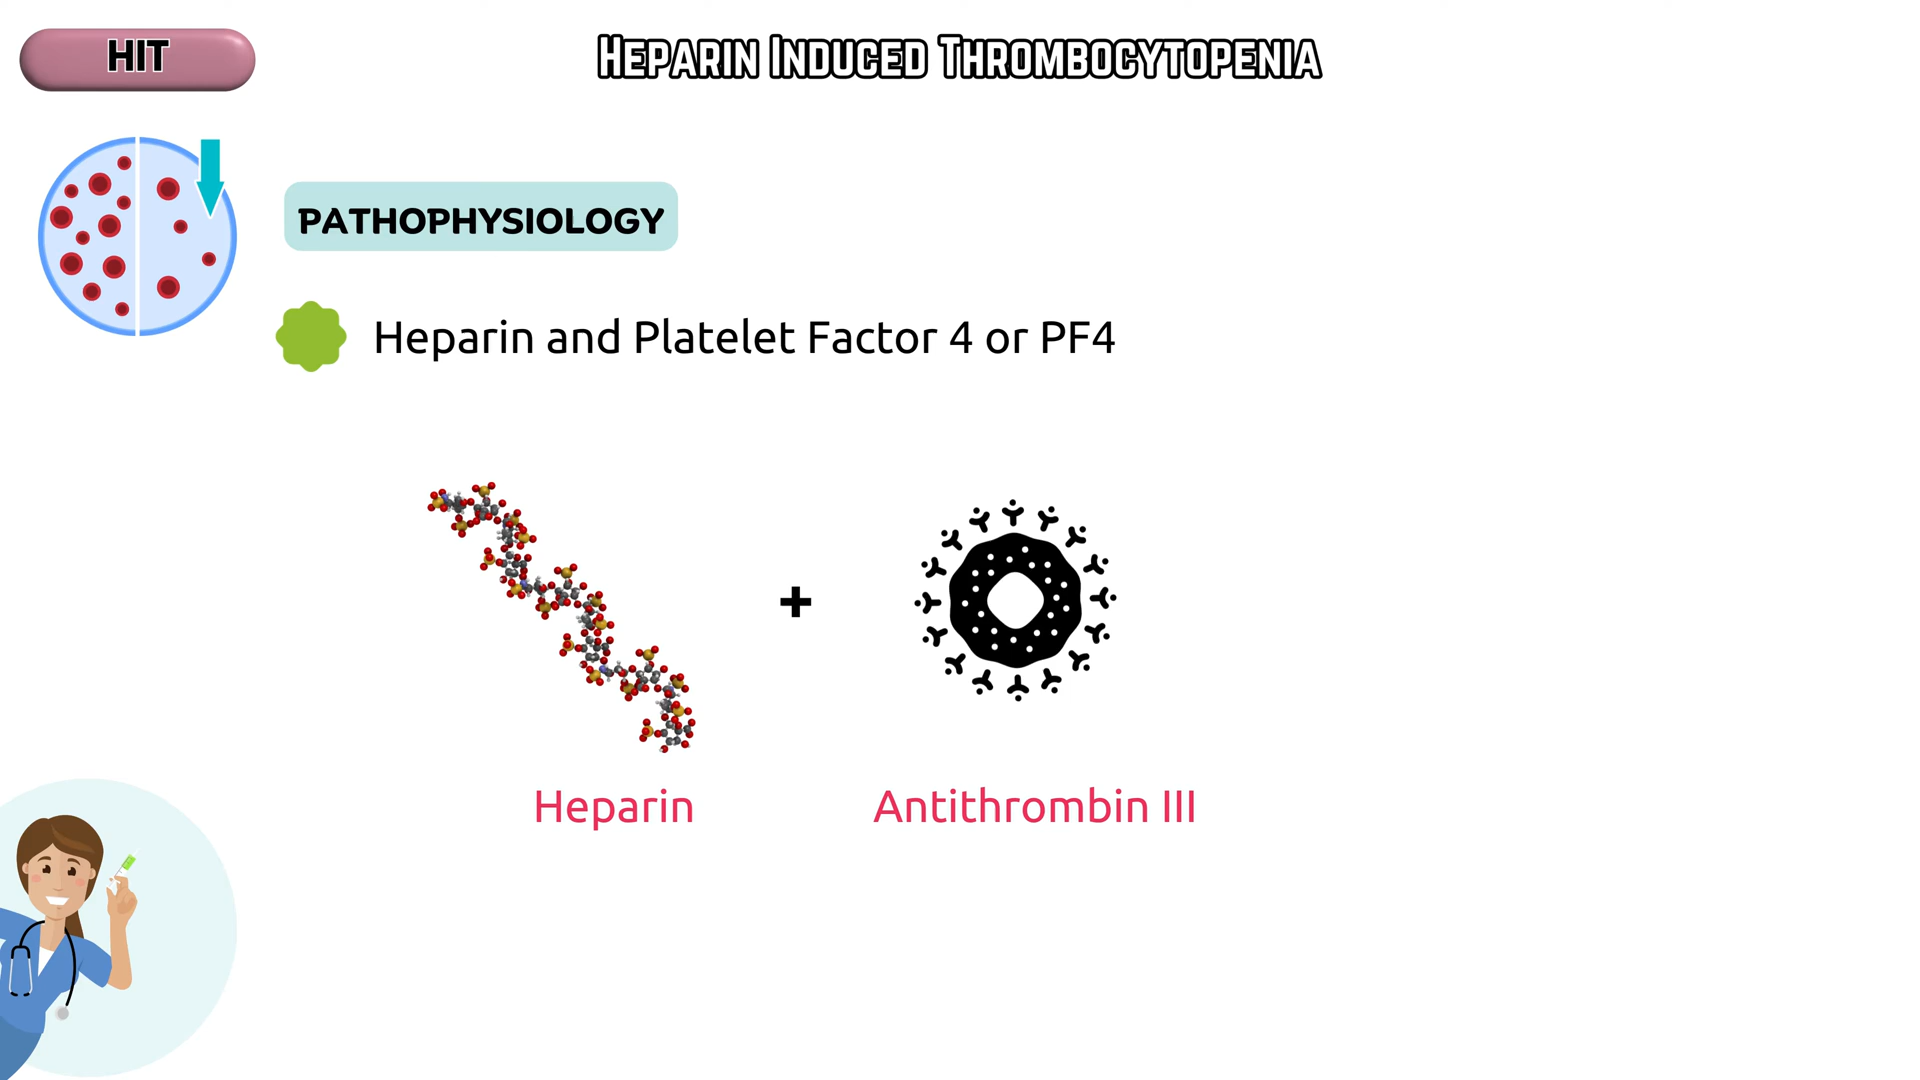 HIT
HEPARIN INDUCED THROMBOCYTOPENIA
PATHOPHYSIOLOGY
Heparin and Platelet Factor 4 or PF4
+
Heparin
Antithrombin III